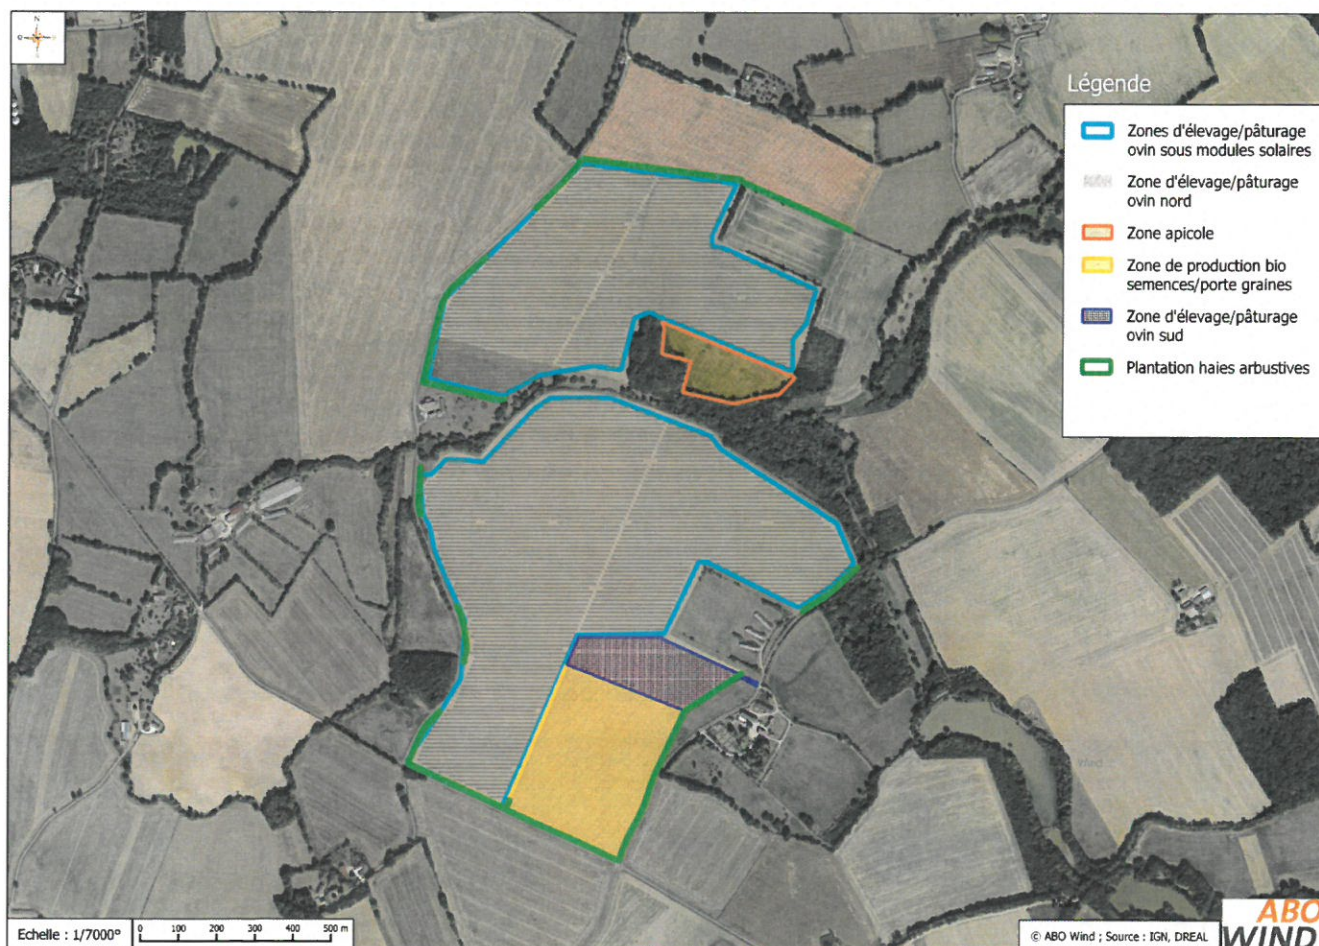 N
Légende
Zones d'élevage/pâturage
ovin sous modules solaires
Zone d'élevage/pâturage
ovin nord
Zone apicole
Zone de production bio
semences/porte graines
Zone d'élevage/pâturage
ovin sud
Plantation haies arbustives
Echelle : 1/7000°
0 100 200 300 400 500 m
© ABO Wind ; Source : IGN, DREAL
ABO
WIND